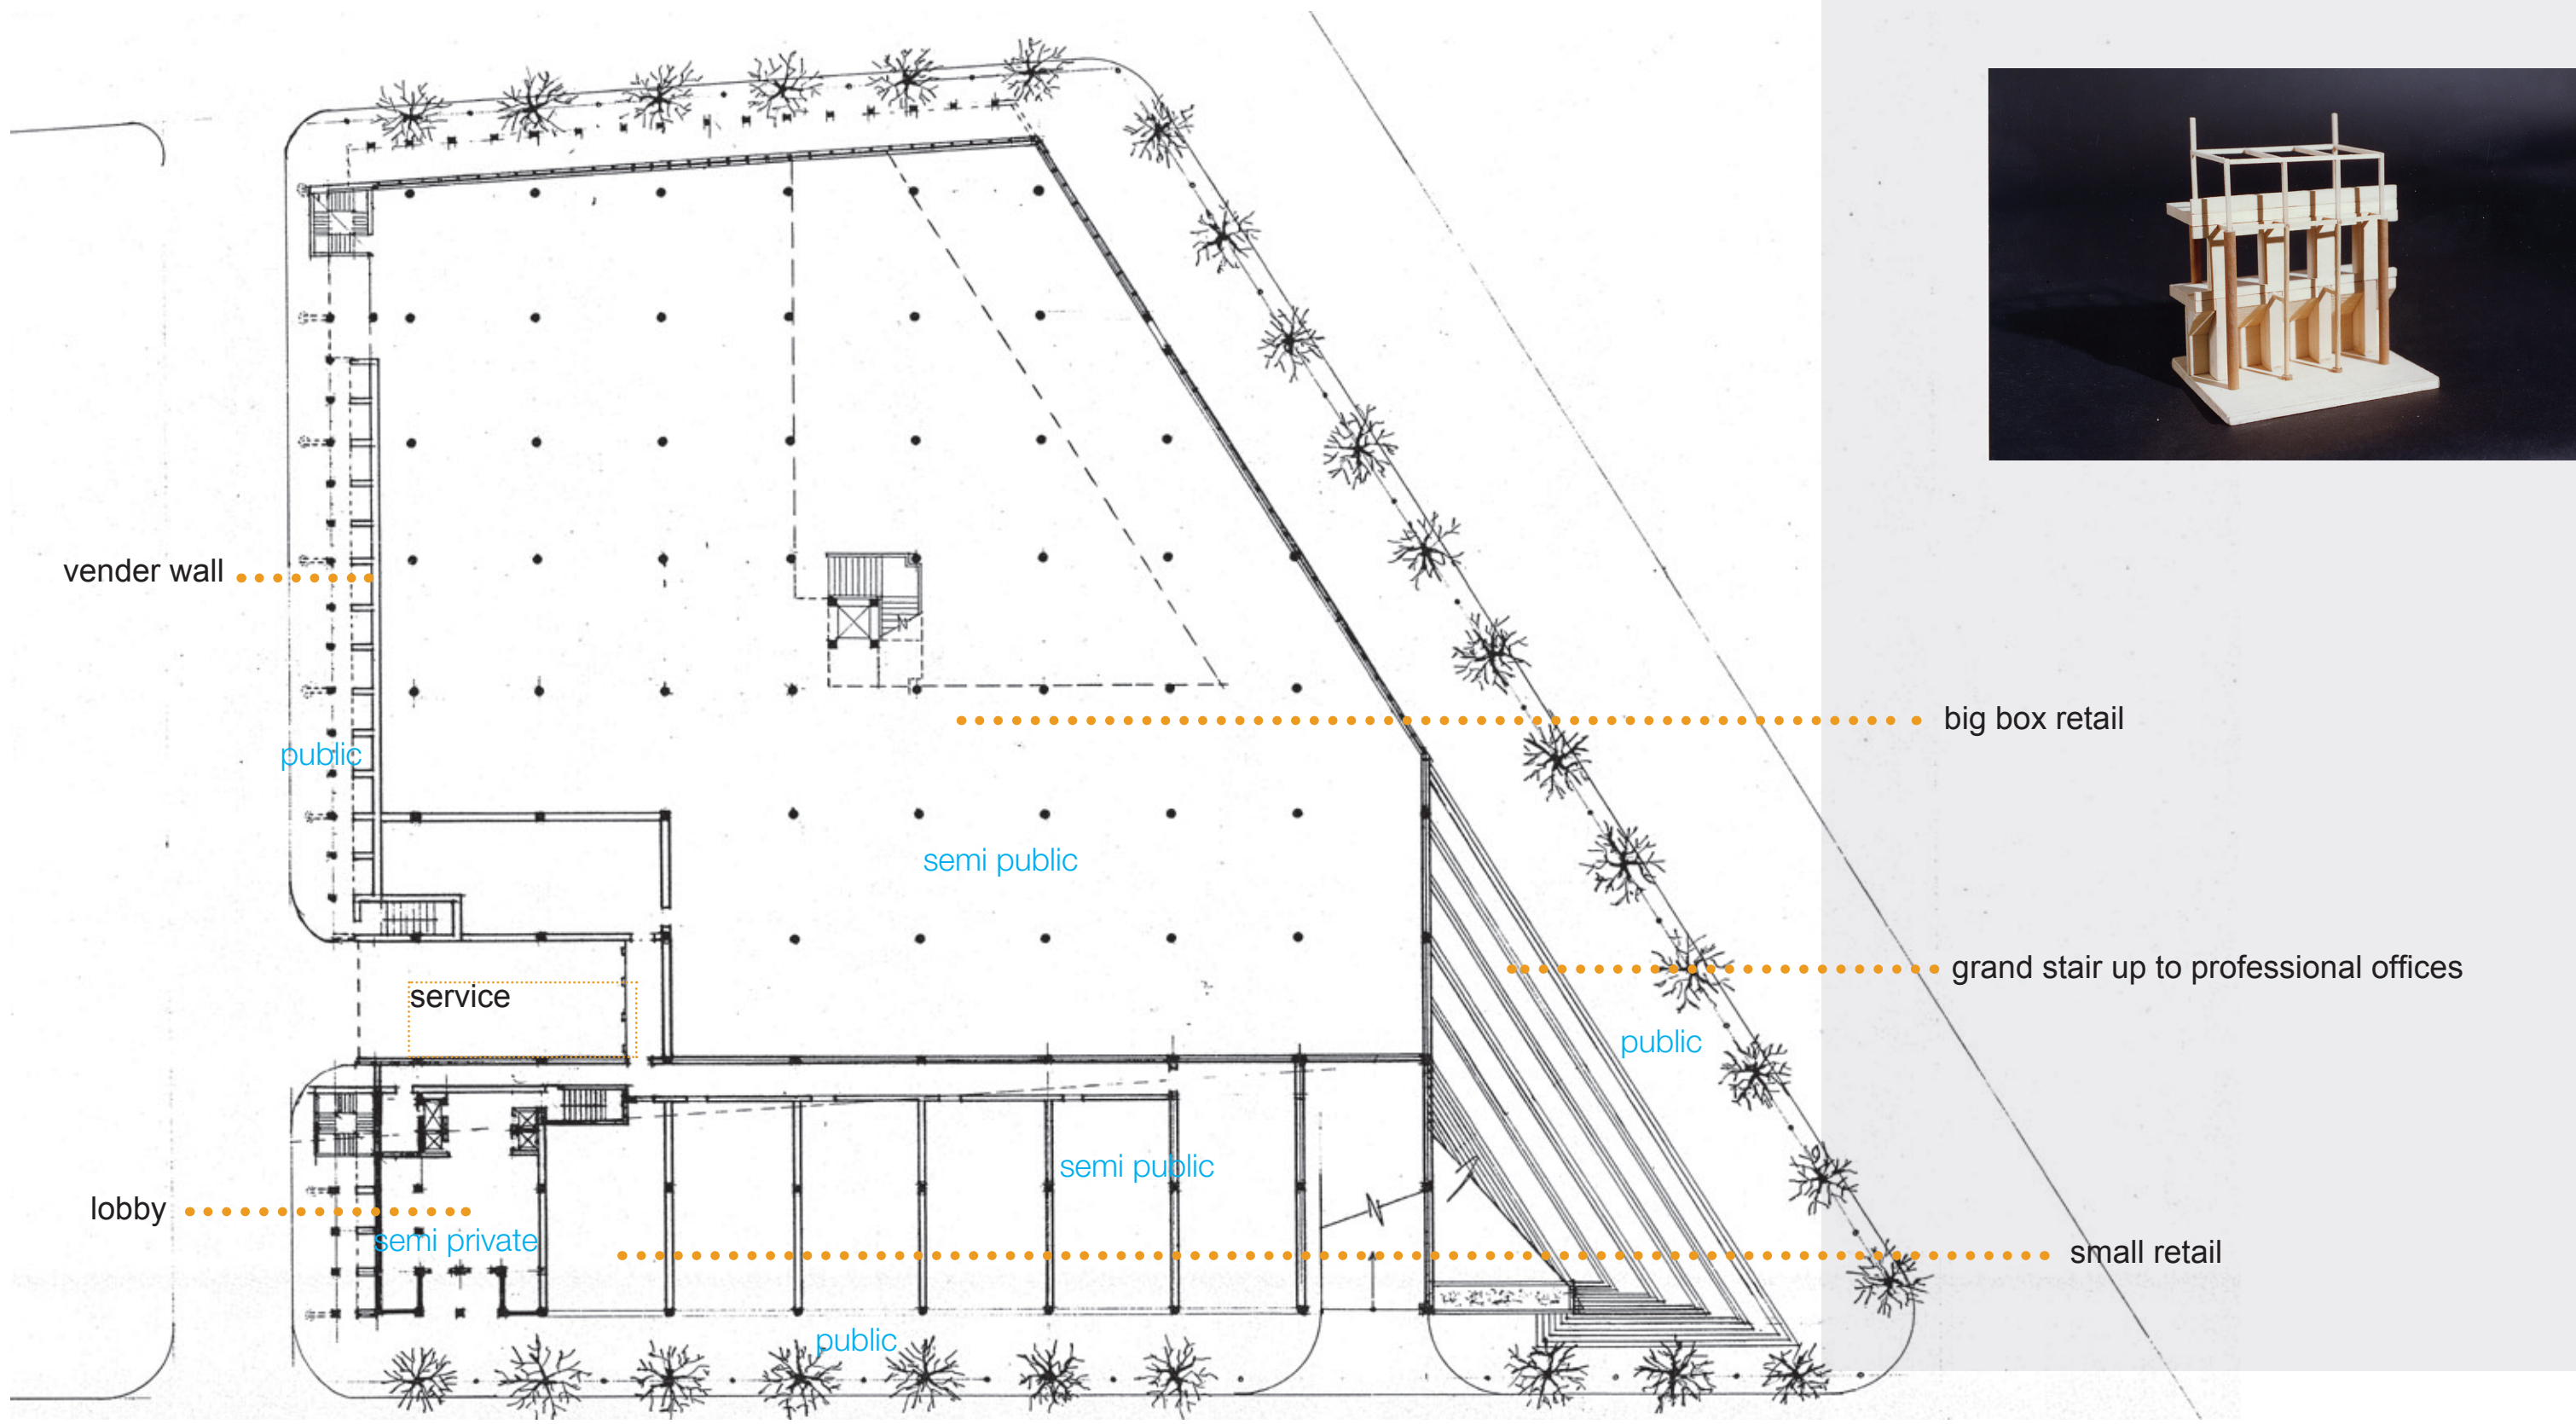 vender wall
big box retail
public
semi public
grand stair up to professional offices
service
public
semi public
lobby
semi private
small retail
public